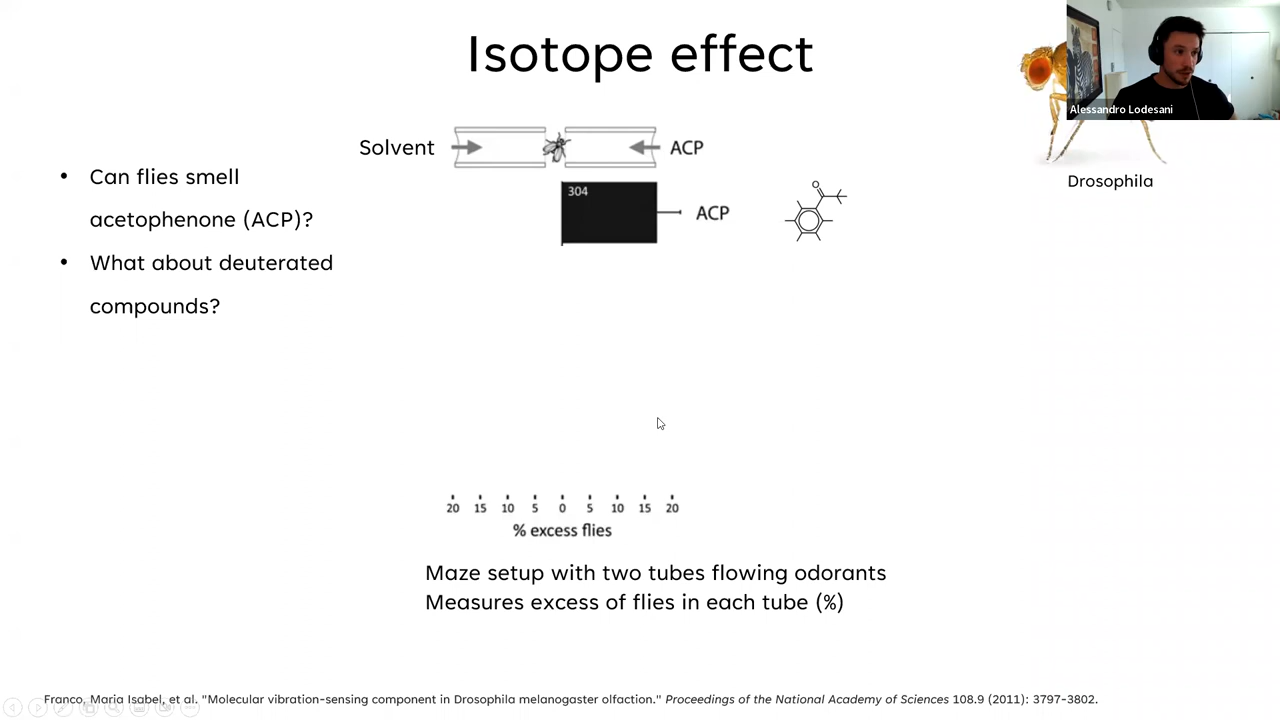 Isotope effect
Alessandro Lodesani
Solvent
ACP
• Can flies smell
acetophenone (ACP)?
• What about deuterated
compounds?
304
ACP
O
Drosophila
20 15 10 5 0 5 10 15 20
% excess flies
Maze setup with two tubes flowing odorants
Measures excess of flies in each tube (%)
Franco, Maria Isabel, et al. "Molecular vibration-sensing component in Drosophila melanogaster olfaction." Proceedings of the National Academy of Sciences 108.9 (2011): 3797-3802.